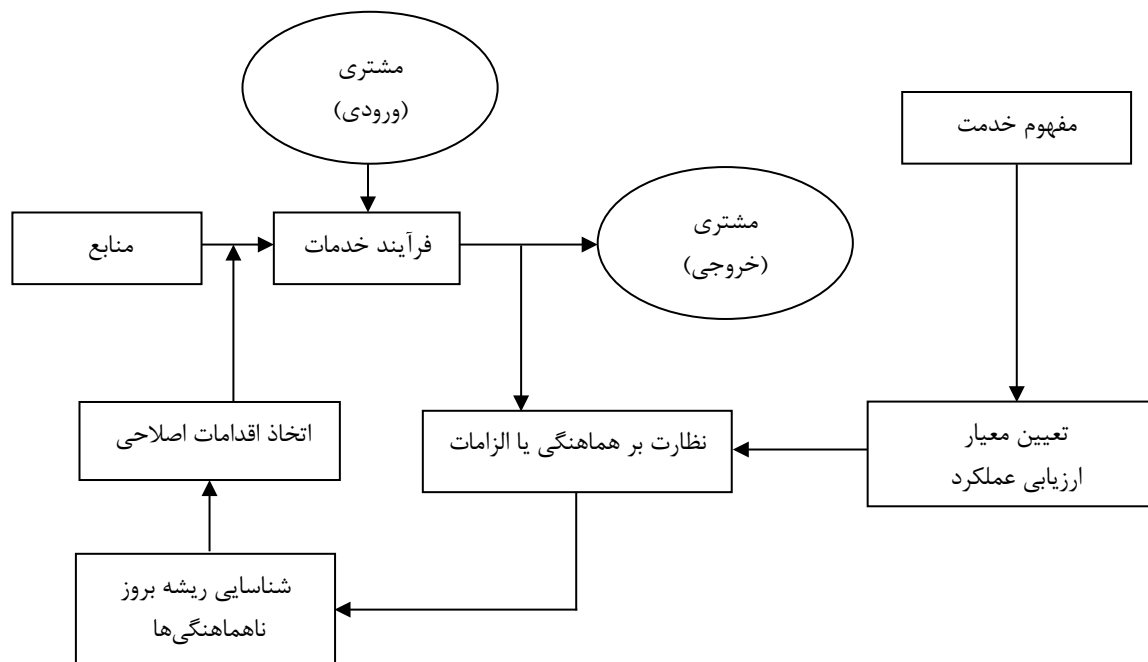 مشتری
(ورودی)
مفهوم خدمت
مشتری
(خروجی)
فرآیند خدمات
منابع
تعیین معیار
ارزیابی عملکرد
نظارت بر هماهنگی یا الزامات
اتخاذ اقدامات اصلاحی
شناسایی ریشه بروز
ناهماهنگی‌ها